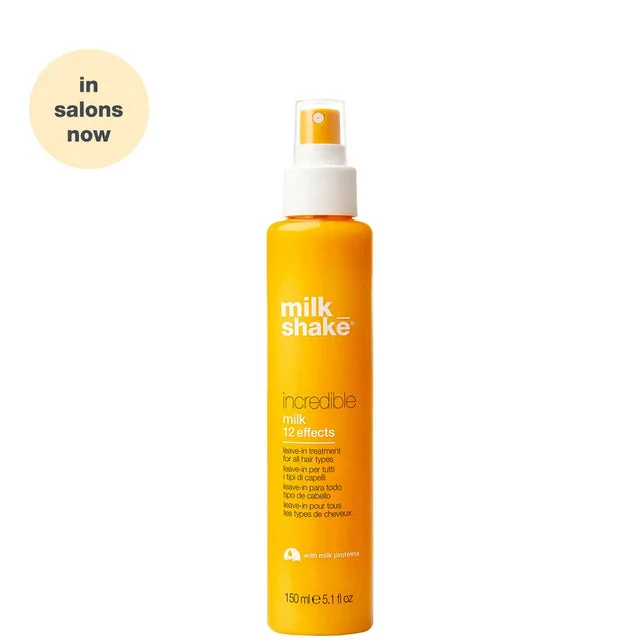 in
salons
now
milk_
shake®
incredible
milk
12 effects
leave-in treatment
for all hair types
leave-in per tutti
i tipi di capelli
leave-in para todo
tipo de cabello
leave-in pour tous
les types de cheveux.
with milk proteins
150 ml e 5.1 fl oz